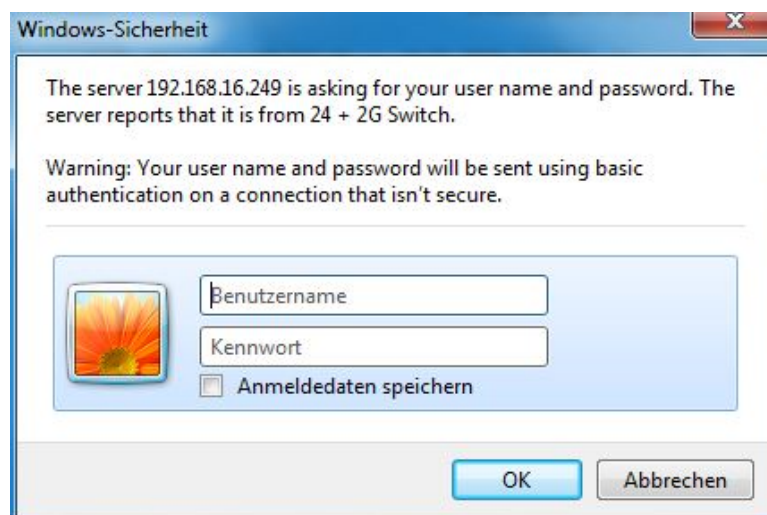 Windows-Sicherheit
The server 192.168.16.249 is asking for your user name and password. The
server reports that it is from 24 + 2G Switch.
Warning: Your user name and password will be sent using basic
authentication on a connection that isn't secure.
Benutzername
Kennwort
Anmeldedaten speichern
OK
Abbrechen